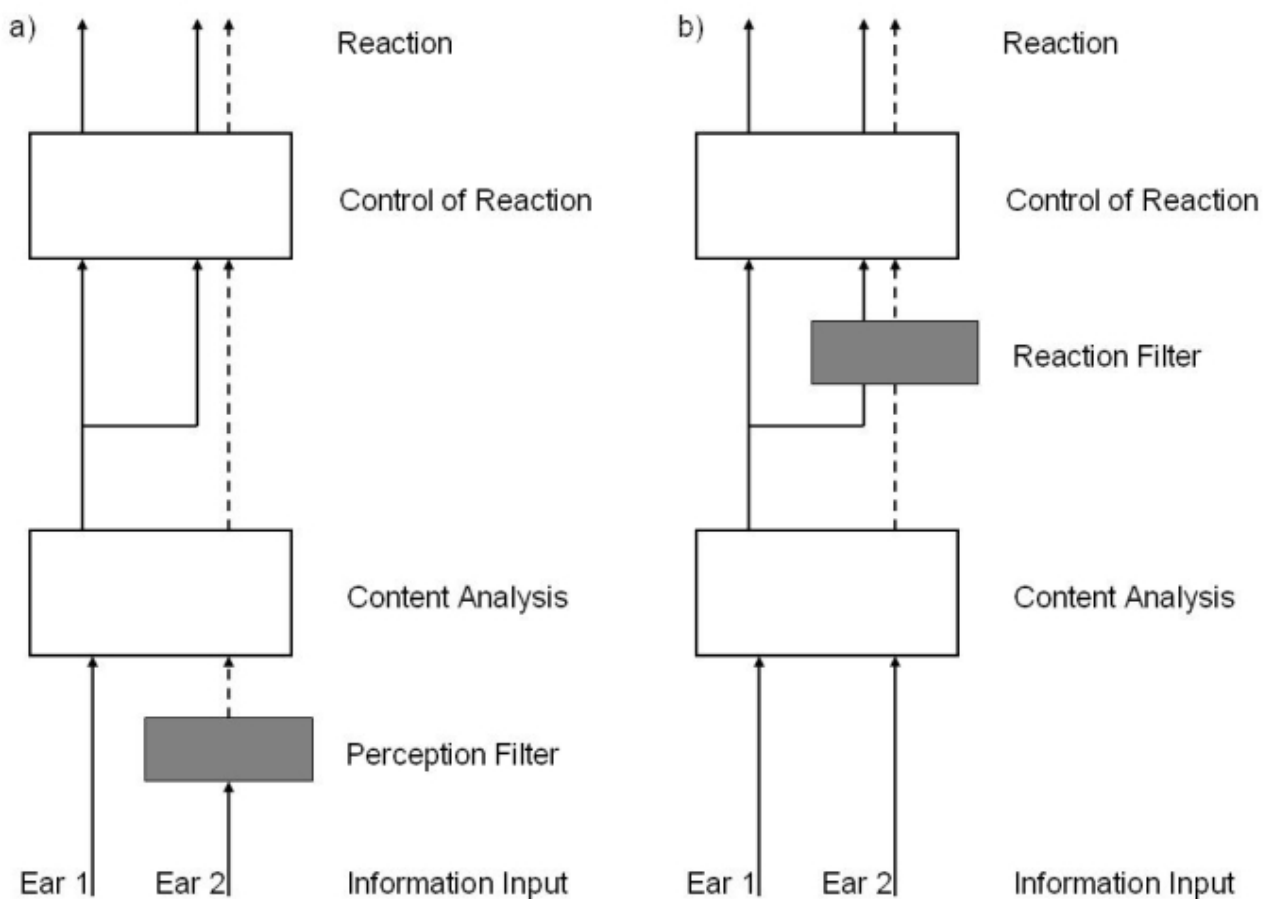 a)
Reaction
Control of Reaction
Content Analysis
Perception Filter
Ear 1 Ear 2 Information Input
b)
Reaction
Control of Reaction
Reaction Filter
Content Analysis
Ear 1 Ear 2 Information Input